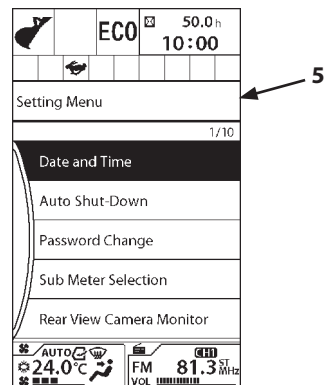 ECO 50.0 h
10:00
5
Setting Menu
1/10
Date and Time
Auto Shut-Down
Password Change
Sub Meter Selection
Rear View Camera Monitor
AUTO
24.0℃
CH1
FM 81.3 ST MHz
VOL